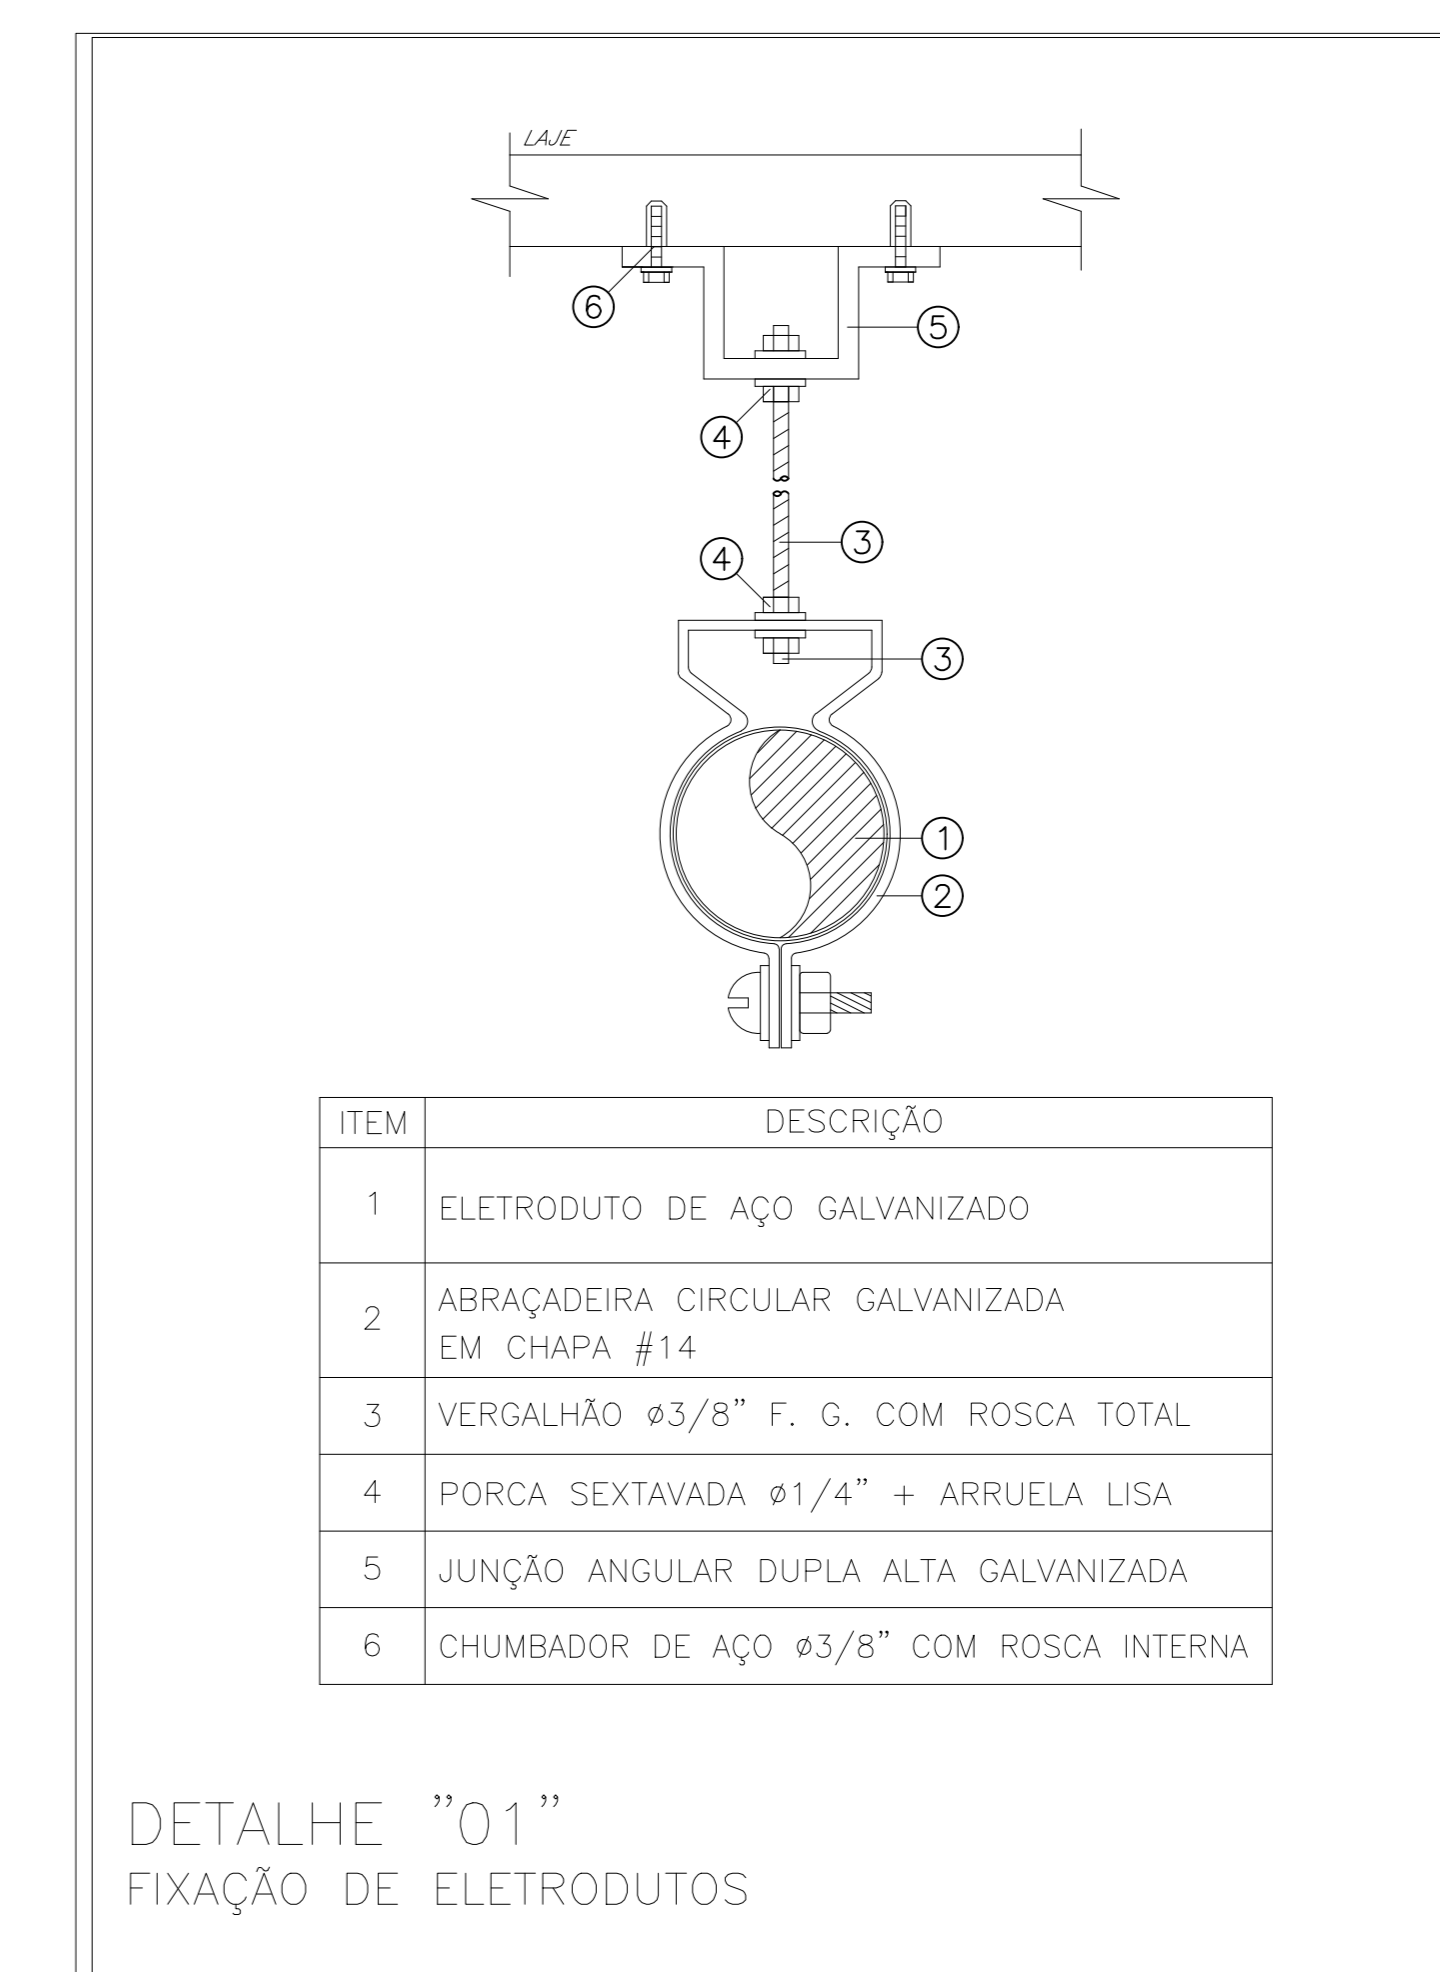 LAJE
6
5
4
3
4
3
1
2
ITEM DESCRIÇÃO
1 ELETRODUTO DE AÇO GALVANIZADO
2 ABRAÇADEIRA CIRCULAR GALVANIZADA
EM CHAPA #14
3 VERGALHÃO ø3/8” F. G. COM ROSCA TOTAL
4 PORCA SEXTAVADA ø1/4” + ARRUELA LISA
5 JUNÇÃO ANGULAR DUPLA ALTA GALVANIZADA
6 CHUMBADOR DE AÇO ø3/8” COM ROSCA INTERNA
DETALHE ”01”
FIXAÇÃO DE ELETRODUTOS